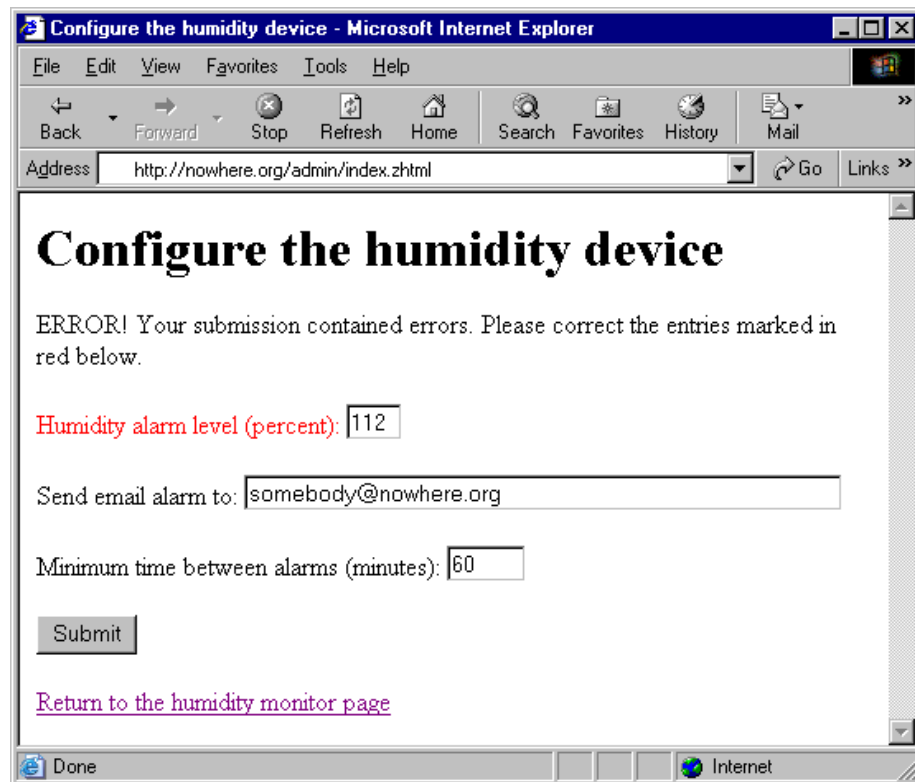 Configure the humidity device - Microsoft Internet Explorer
File Edit View Favorites Tools Help
Back Forward Stop Refresh Home Search Favorites History Mail »
Address http://nowhere.org/admin/index.zhtml Go Links »
Configure the humidity device
ERROR! Your submission contained errors. Please correct the entries marked in
red below.
Humidity alarm level (percent): 112
Send email alarm to: somebody@nowhere.org
Minimum time between alarms (minutes): 60
Submit
Return to the humidity monitor page
Done Internet